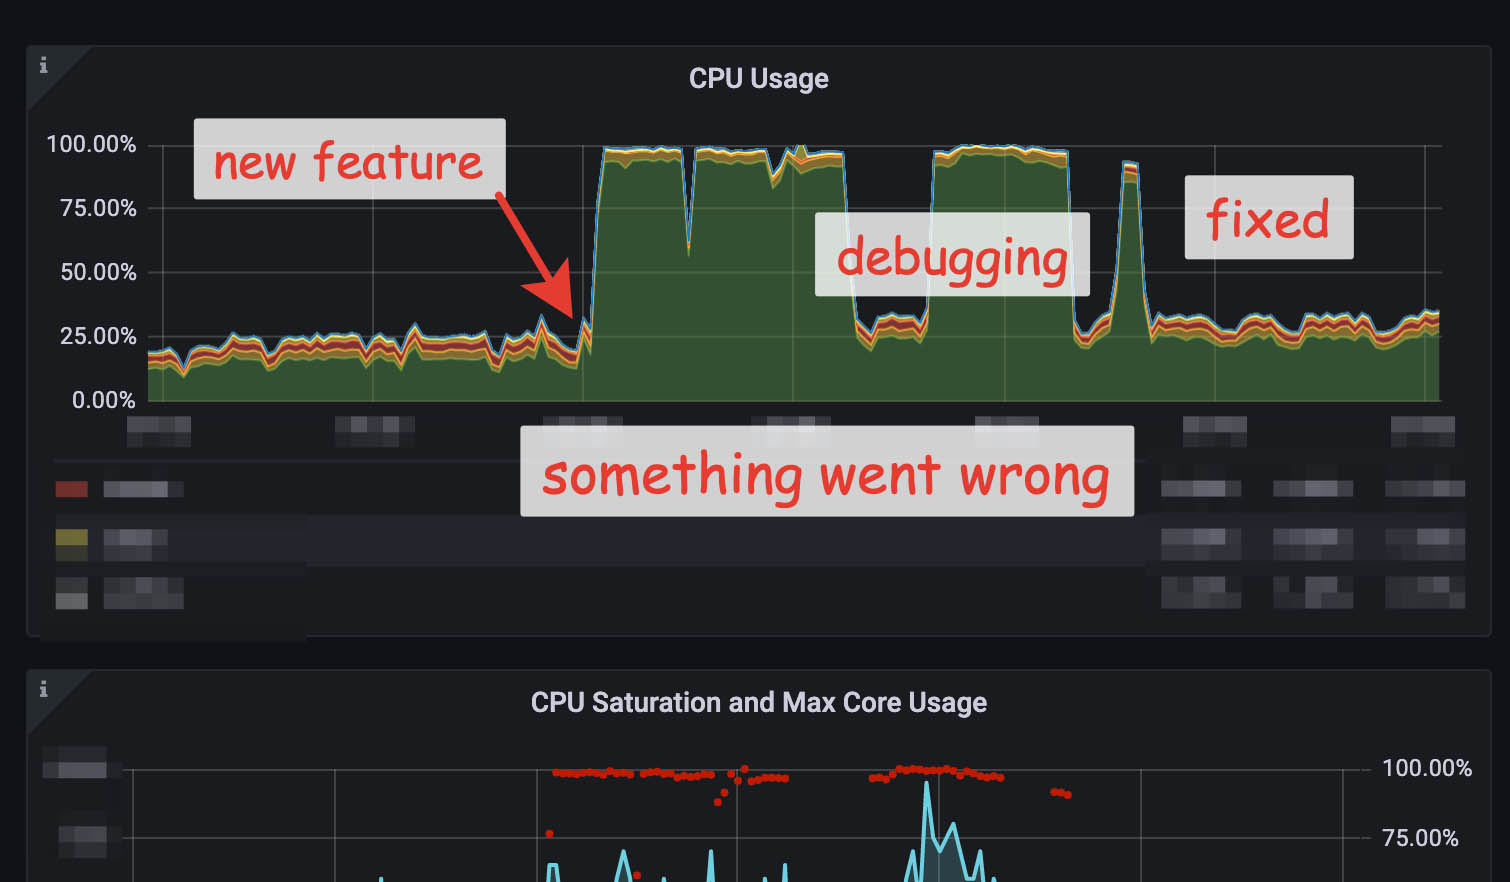 i
CPU Usage
100.00%
75.00%
50.00%
25.00%
0.00%
new feature
debugging
fixed
something went wrong
i
CPU Saturation and Max Core Usage
100.00%
75.00%